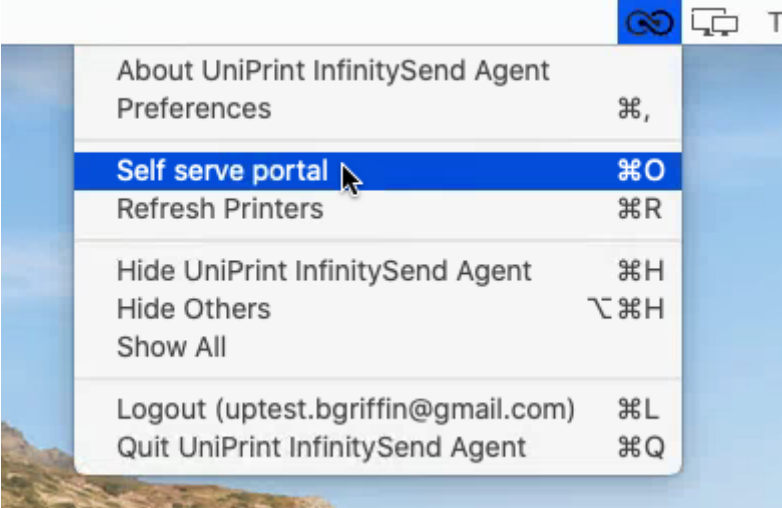 T
About UniPrint InfinitySend Agent
Preferences ⌘,
Self serve portal ⌘O
Refresh Printers ⌘R
Hide UniPrint InfinitySend Agent ⌘H
Hide Others ⌥⌘H
Show All
Logout (uptest.bgriffin@gmail.com) ⌘L
Quit UniPrint InfinitySend Agent ⌘Q